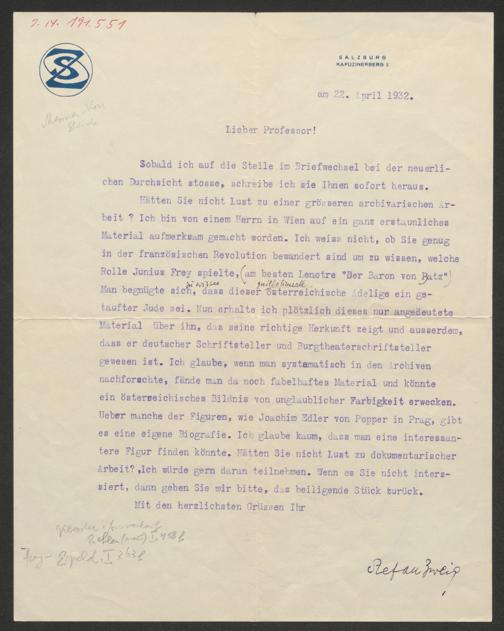 J.N. 191.551
SZ
SALZBURG
KAPUZINERBERG 5
am 22. April 1932.
Lieber Professor!
Sobald ich auf die Stelle im Briefwechsel bei der neuerli-
chen Durchsicht stosse, schreibe ich sie Ihnen sofort heraus.
Hätten Sie nicht Lust zu einer grösseren archivarischen Ar-
beit ? Ich bin von einem Herrn in Wien auf ein ganz erstaunliches
Material aufmerksam gemacht worden. Ich weiss nicht, ob Sie genug
in der französischen Revolution bewandert sind um zu wissen, welche
Rolle Junius Frey spielte, (am besten Lenotre "Der Baron von Batz")
Man begnügte sich, zu wissen dass dieser österreichische Adelige ein ge-
taufter Jude sei. Nun erhalte ich plötzlich dieses nur angedeutete
Material über ihn, das seine richtige Herkunft zeigt und ausserdem,
dass er deutscher Schriftsteller und Burgtheaterschriftsteller
gewesen ist. Ich glaube, wenn man systematisch in den Archiven
nachforschte, fände man da noch fabelhaftes Material und könnte
ein österreichisches Bildnis von unglaublicher Farbigkeit erwecken.
Ueber manche der Figuren, wie Joachim Edler von Popper in Prag, gibt
es eine eigene Biografie. Ich glaube kaum, dass man eine interessan-
tere Figur finden könnte. Hätten Sie nicht Lust zu dokumentarischer
Arbeit? Ich würde gern daran teilnehmen. Wenn es Sie nicht inters-
siert, dann geben Sie mir bitte, das beiligende Stück zurück.
Mit den herzlichsten Grüssen Ihr
Stefan Zweig